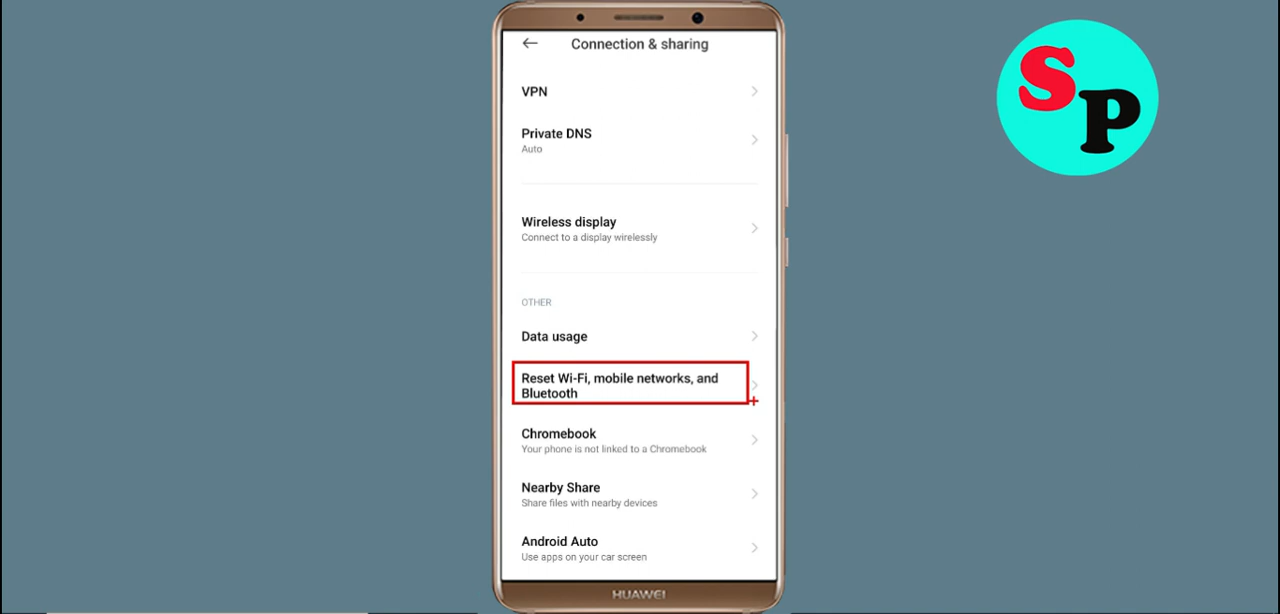 Connection & sharing
VPN
Private DNS
Auto
Wireless display
Connect to a display wirelessly
OTHER
Data usage
Reset Wi-Fi, mobile networks, and
Bluetooth
Chromebook
Your phone is not linked to a Chromebook
Nearby Share
Share files with nearby devices
Android Auto
Use apps on your car screen
HUAWEI
SP